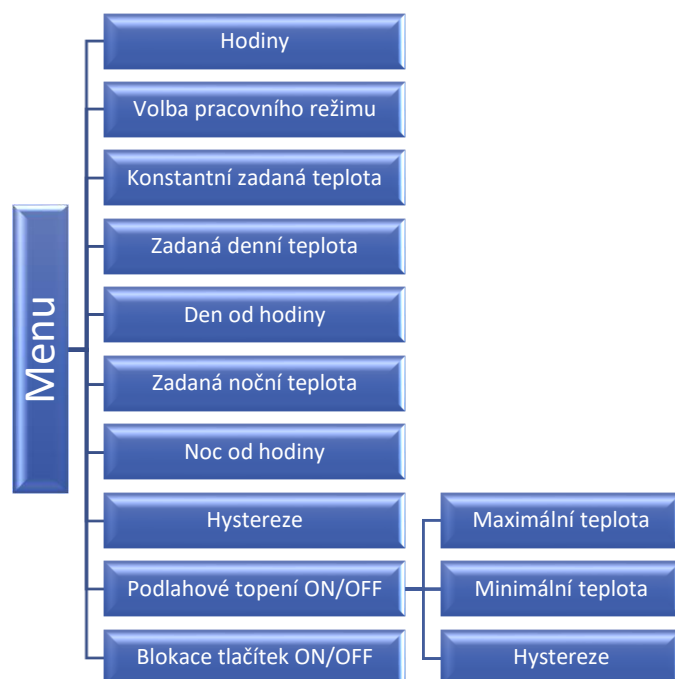 Menu
Hodiny
Volba pracovního režimu
Konstantní zadaná teplota
Zadaná denní teplota
Den od hodiny
Zadaná noční teplota
Noc od hodiny
Hystereze
Podlahové topení ON/OFF
Maximální teplota
Minimální teplota
Hystereze
Blokace tlačítek ON/OFF